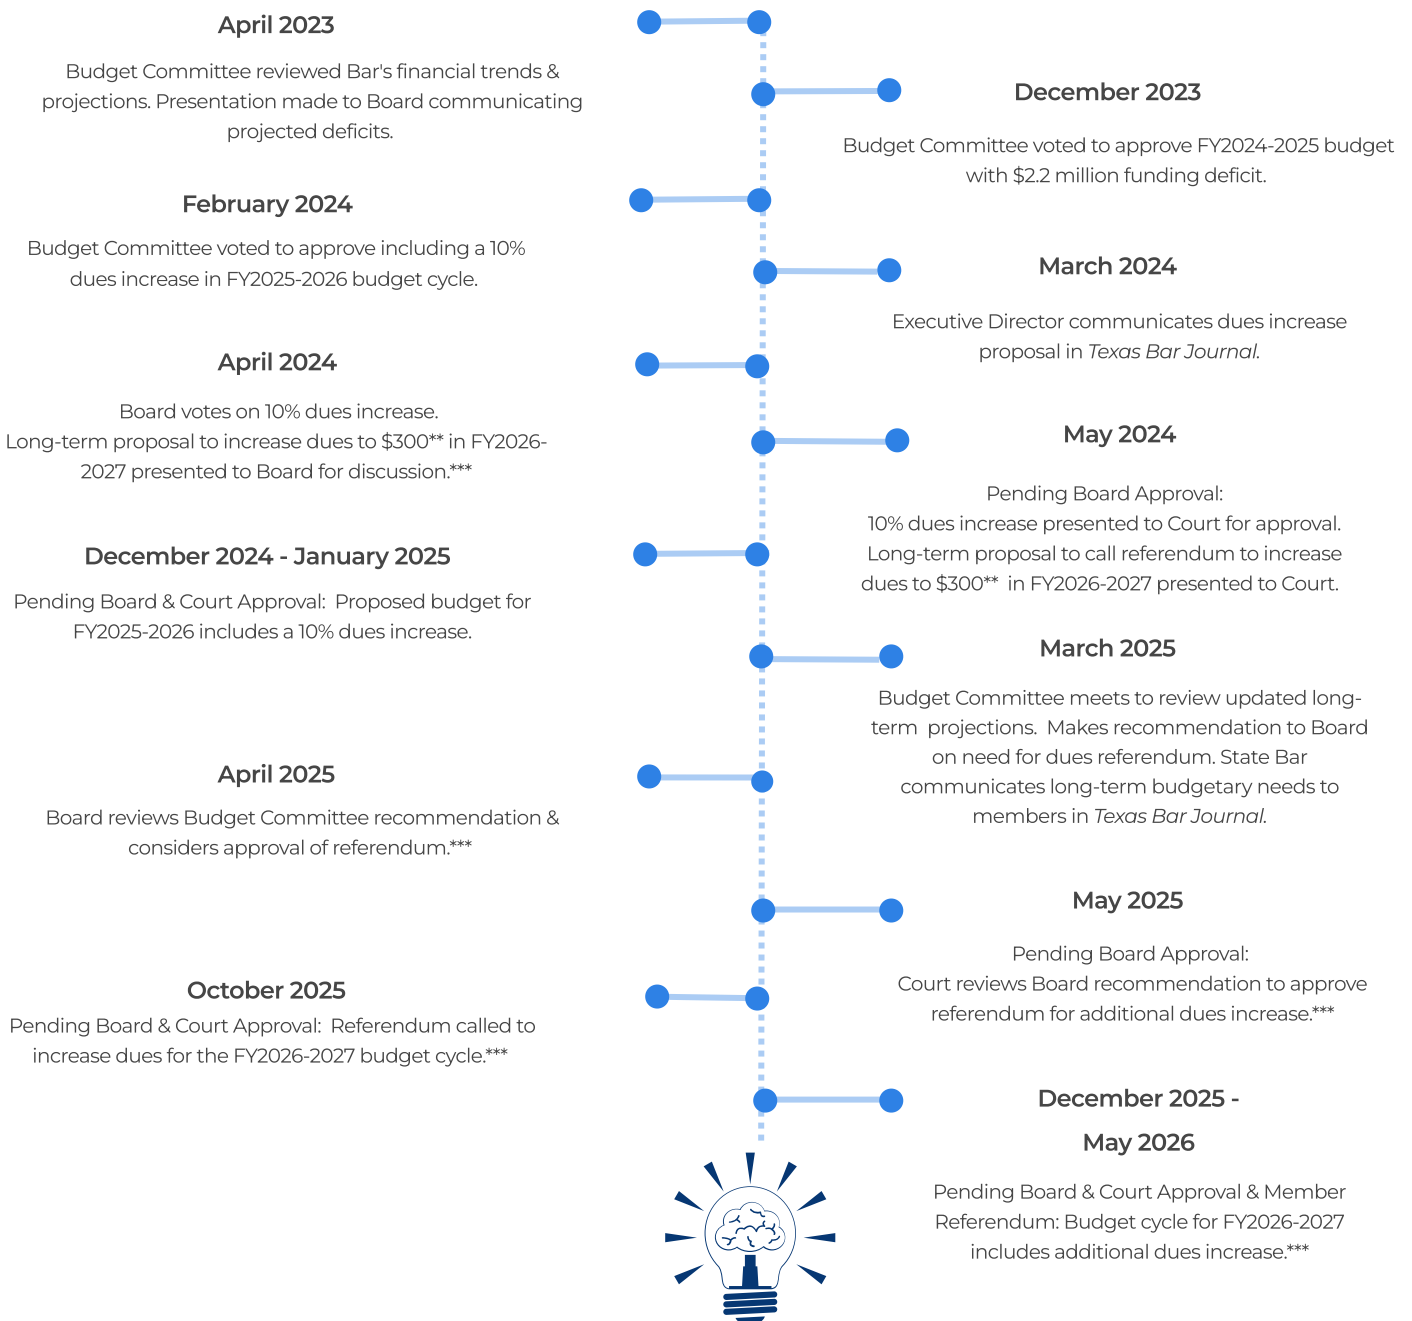 April 2023
Budget Committee reviewed Bar's financial trends &
projections. Presentation made to Board communicating
projected deficits.
December 2023
Budget Committee voted to approve FY2024-2025 budget
with $2.2 million funding deficit.
February 2024
Budget Committee voted to approve including a 10%
dues increase in FY2025-2026 budget cycle.
March 2024
Executive Director communicates dues increase
proposal in Texas Bar Journal.
April 2024
Board votes on 10% dues increase.
Long-term proposal to increase dues to $300** in FY2026-
2027 presented to Board for discussion.***
May 2024
Pending Board Approval:
10% dues increase presented to Court for approval.
Long-term proposal to call referendum to increase
dues to $300** in FY2026-2027 presented to Court.
December 2024 - January 2025
Pending Board & Court Approval: Proposed budget for
FY2025-2026 includes a 10% dues increase.
March 2025
Budget Committee meets to review updated long-
term projections. Makes recommendation to Board
on need for dues referendum. State Bar
communicates long-term budgetary needs to
members in Texas Bar Journal.
April 2025
Board reviews Budget Committee recommendation &
considers approval of referendum.***
May 2025
Pending Board Approval:
Court reviews Board recommendation to approve
referendum for additional dues increase.***
October 2025
Pending Board & Court Approval: Referendum called to
increase dues for the FY2026-2027 budget cycle.***
December 2025 -
May 2026
Pending Board & Court Approval & Member
Referendum: Budget cycle for FY2026-2027
includes additional dues increase.***